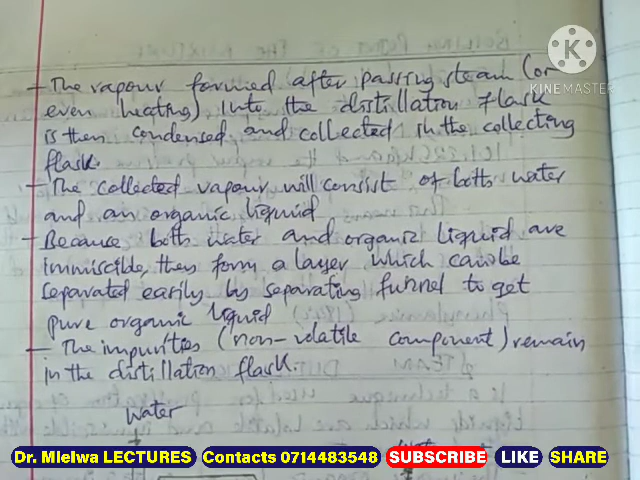 KINEMASTER
- The vapour formed after passing steam (or
even heating) into the distillation flask
is then condensed and collected in the collecting
flask.
- The collected vapour will consist of both water
and an organic liquid
- Because both water and organic liquid are
immiscible, they form a layer which can be
separated easily by separating funnel to get
pure organic liquid
- The impurities (non-volatile component) remain
in the distillation flask.
Water
Dr. Mlelwa LECTURES Contacts 0714483548 SUBSCRIBE LIKE SHARE